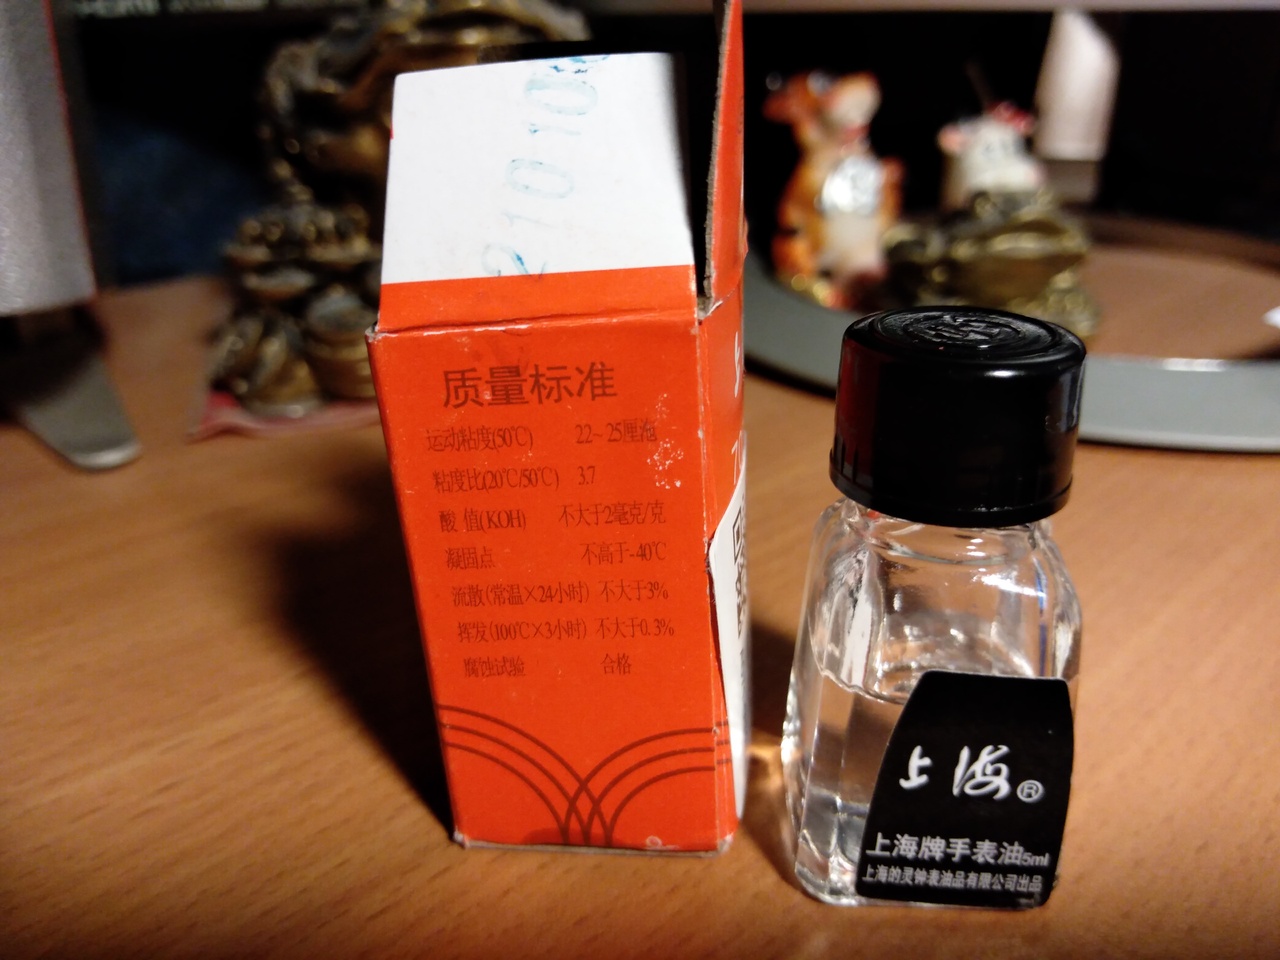 质量标准
运动粘度(50℃) 22~25厘沲
粘度比(20℃/50℃) 3.7
酸 值(KOH) 不大于2毫克/克
凝固点 不高于-40℃
流散(常温×24小时) 不大于3%
挥发(100℃×3小时) 不大于0.3%
腐蚀试验 合格
上海®
上海牌手表油5ml
上海的灵钟表油品有限公司出品